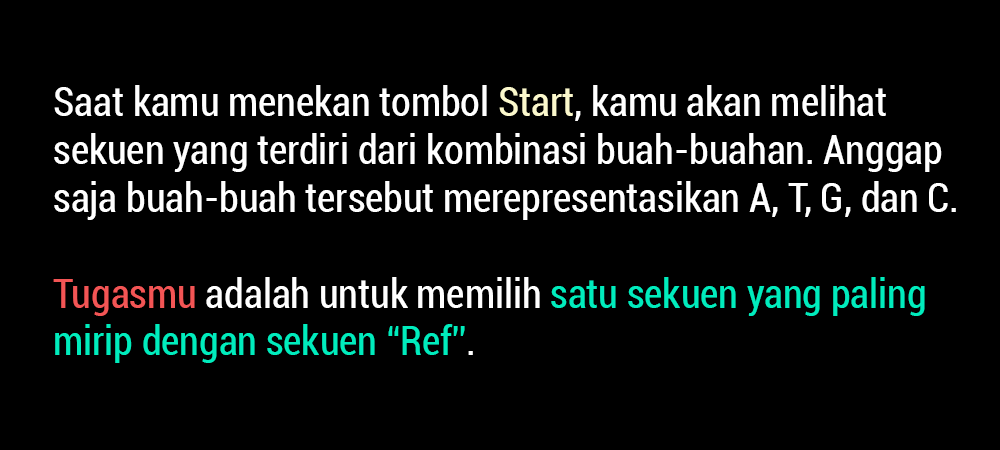 Saat kamu menekan tombol Start, kamu akan melihat
sekuen yang terdiri dari kombinasi buah-buahan. Anggap
saja buah-buah tersebut merepresentasikan A, T, G, dan C.
Tugasmu adalah untuk memilih satu sekuen yang paling
mirip dengan sekuen “Ref”.